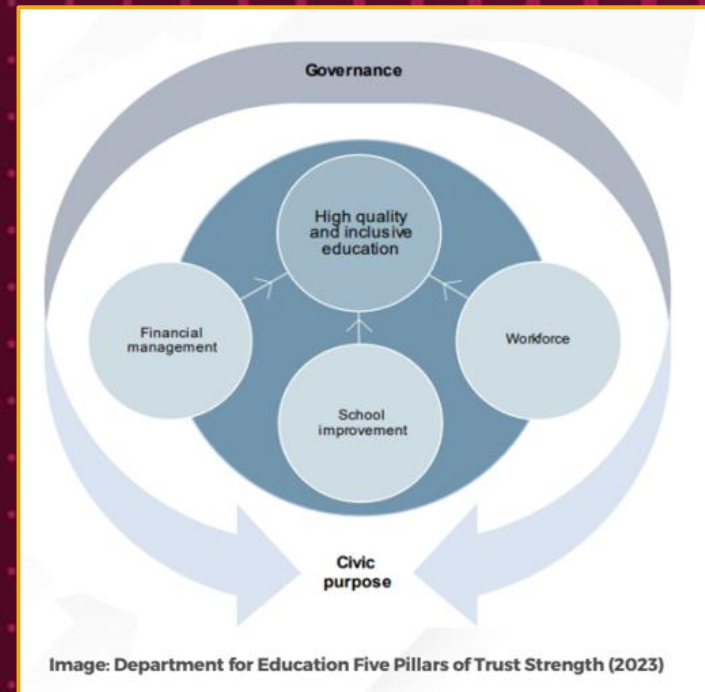 Governance
High quality
and inclusive
education
Financial
management
Workforce
School
improvement
Civic
purpose
Image: Department for Education Five Pillars of Trust Strength (2023)